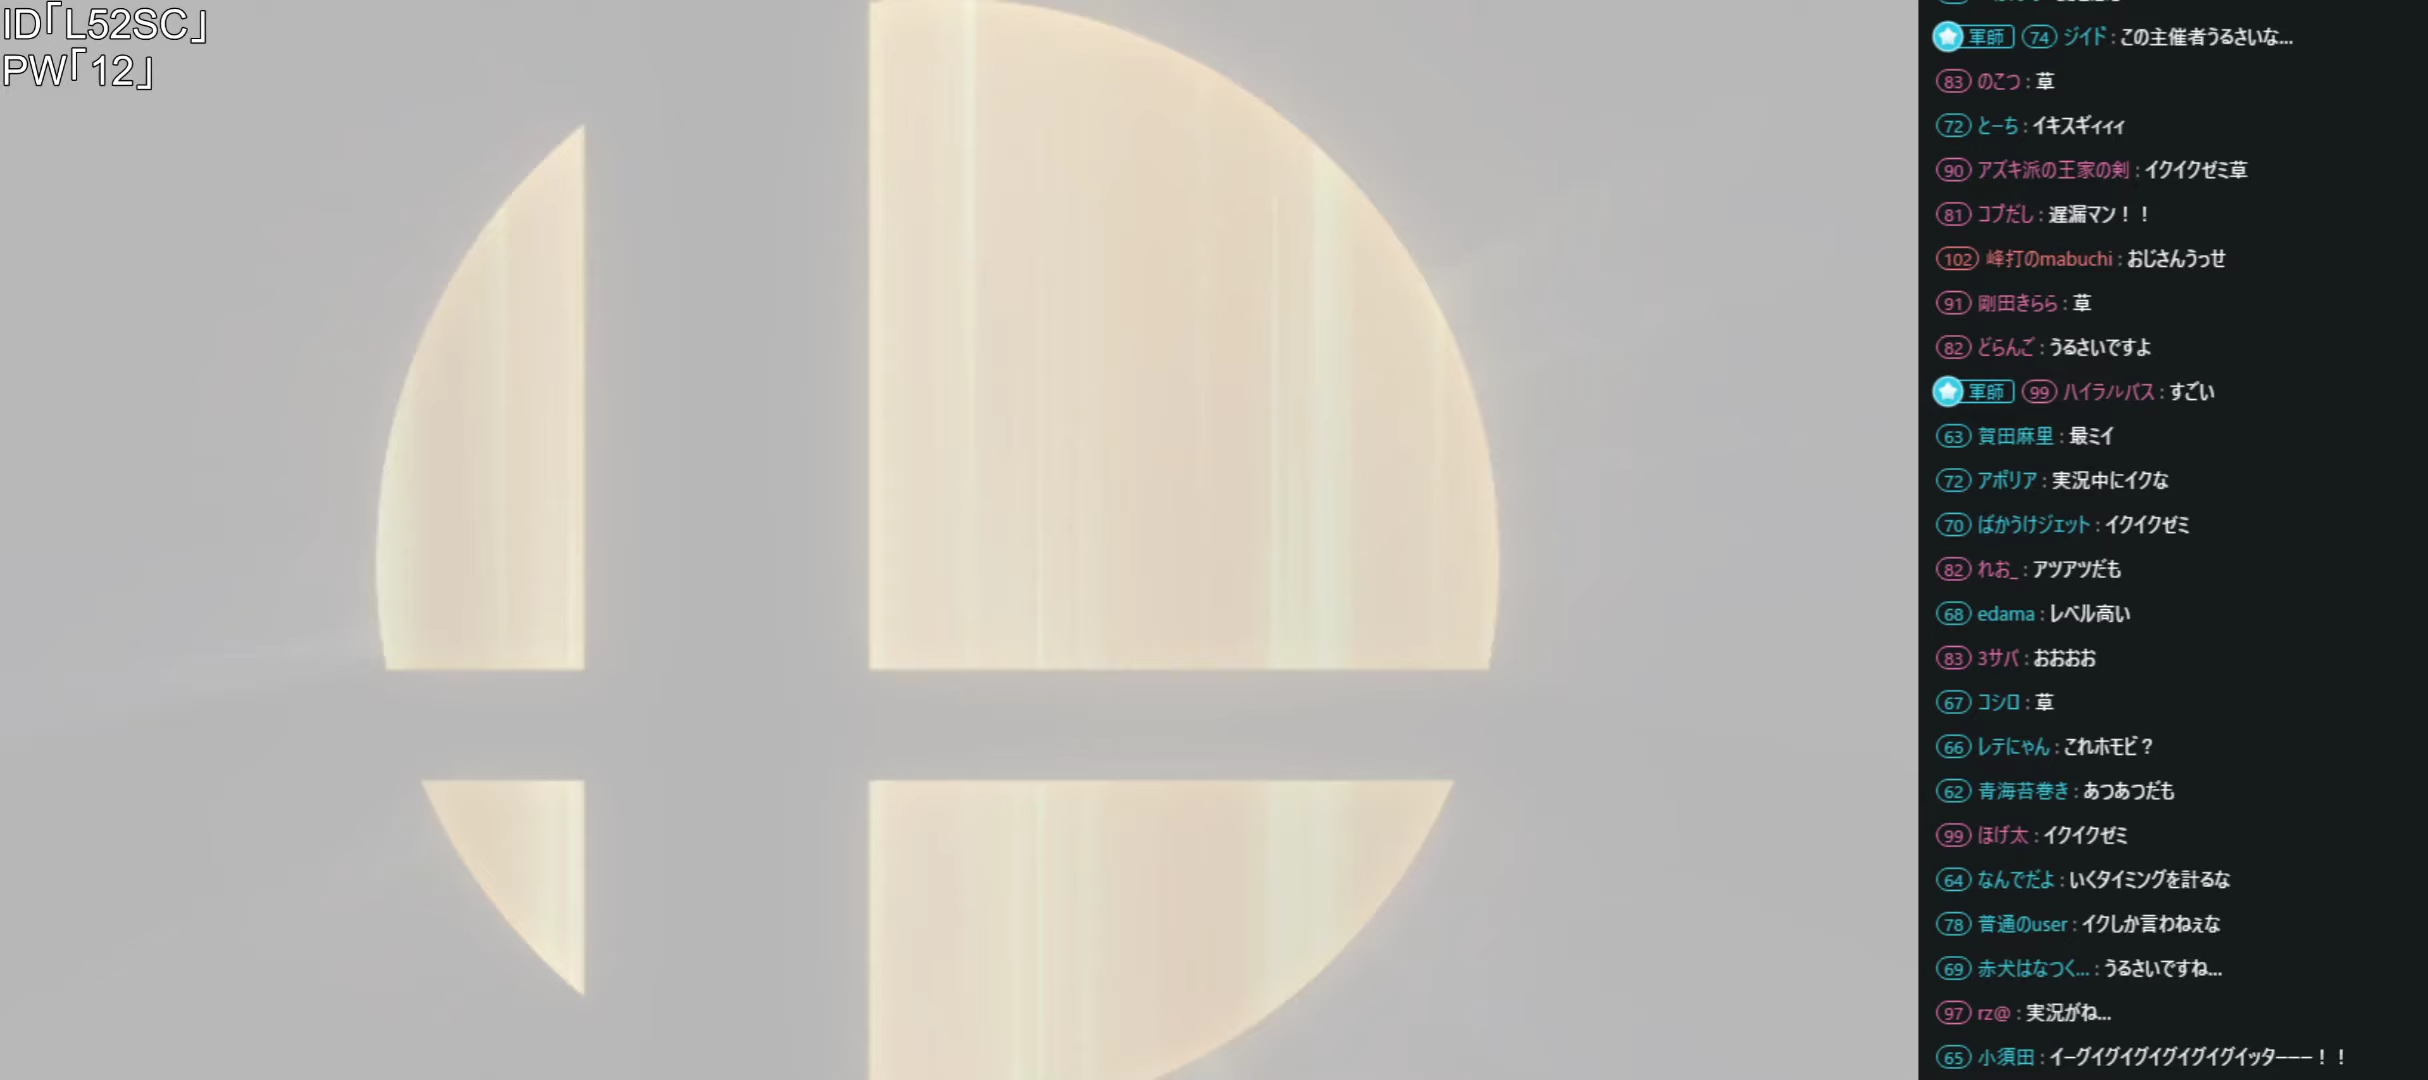 ID「L52SC」
PW「12」
軍師 74 ジイド : この主催者うるさいな...
83 のこつ : 草
72 とーち : イキスギィィィ
90 アズキ派の王家の剣 : イクイクゼミ草
81 コブだし : 遅漏マン！！
102 峰打のmabuchi : おじさんうっせ
91 剛田きらら : 草
82 どらんご : うるさいですよ
軍師 99 ハイラルバス : すごい
63 賀田麻里 : 最ミイ
72 アポリア : 実況中にイクな
70 ばかうけジェット : イクイクゼミ
82 れお_ : アツアツだも
68 edama : レベル高い
83 3サバ : おおおお
67 コシロ : 草
66 レテにゃん : これホモビ？
62 青海苔巻き : あつあつだも
99 ほげ太 : イクイクゼミ
64 なんでだよ : いくタイミングを計るな
78 普通のuser : イクしか言わねぇな
69 赤犬はなつく... : うるさいですね...
97 rz@ : 実況がね...
65 小須田 : イーグイグイグイグイグイグイッターーー！！